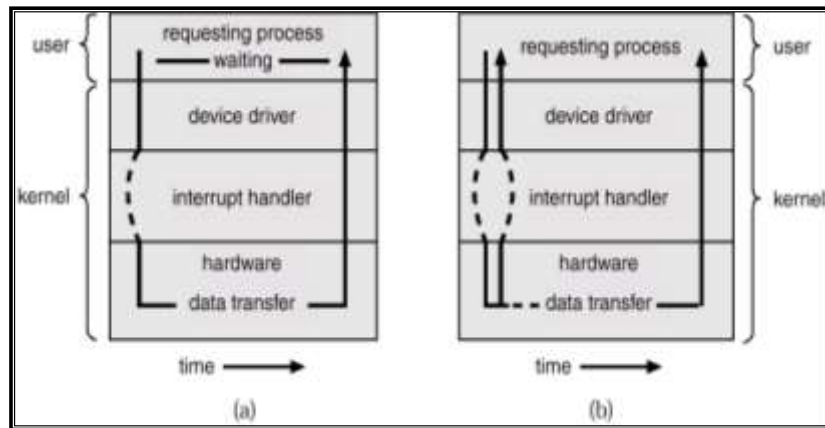 user
requesting process
waiting
device driver
kernel
interrupt handler
hardware
data transfer
time
(a)
requesting process
user
device driver
interrupt handler
kernel
hardware
data transfer
time
(b)